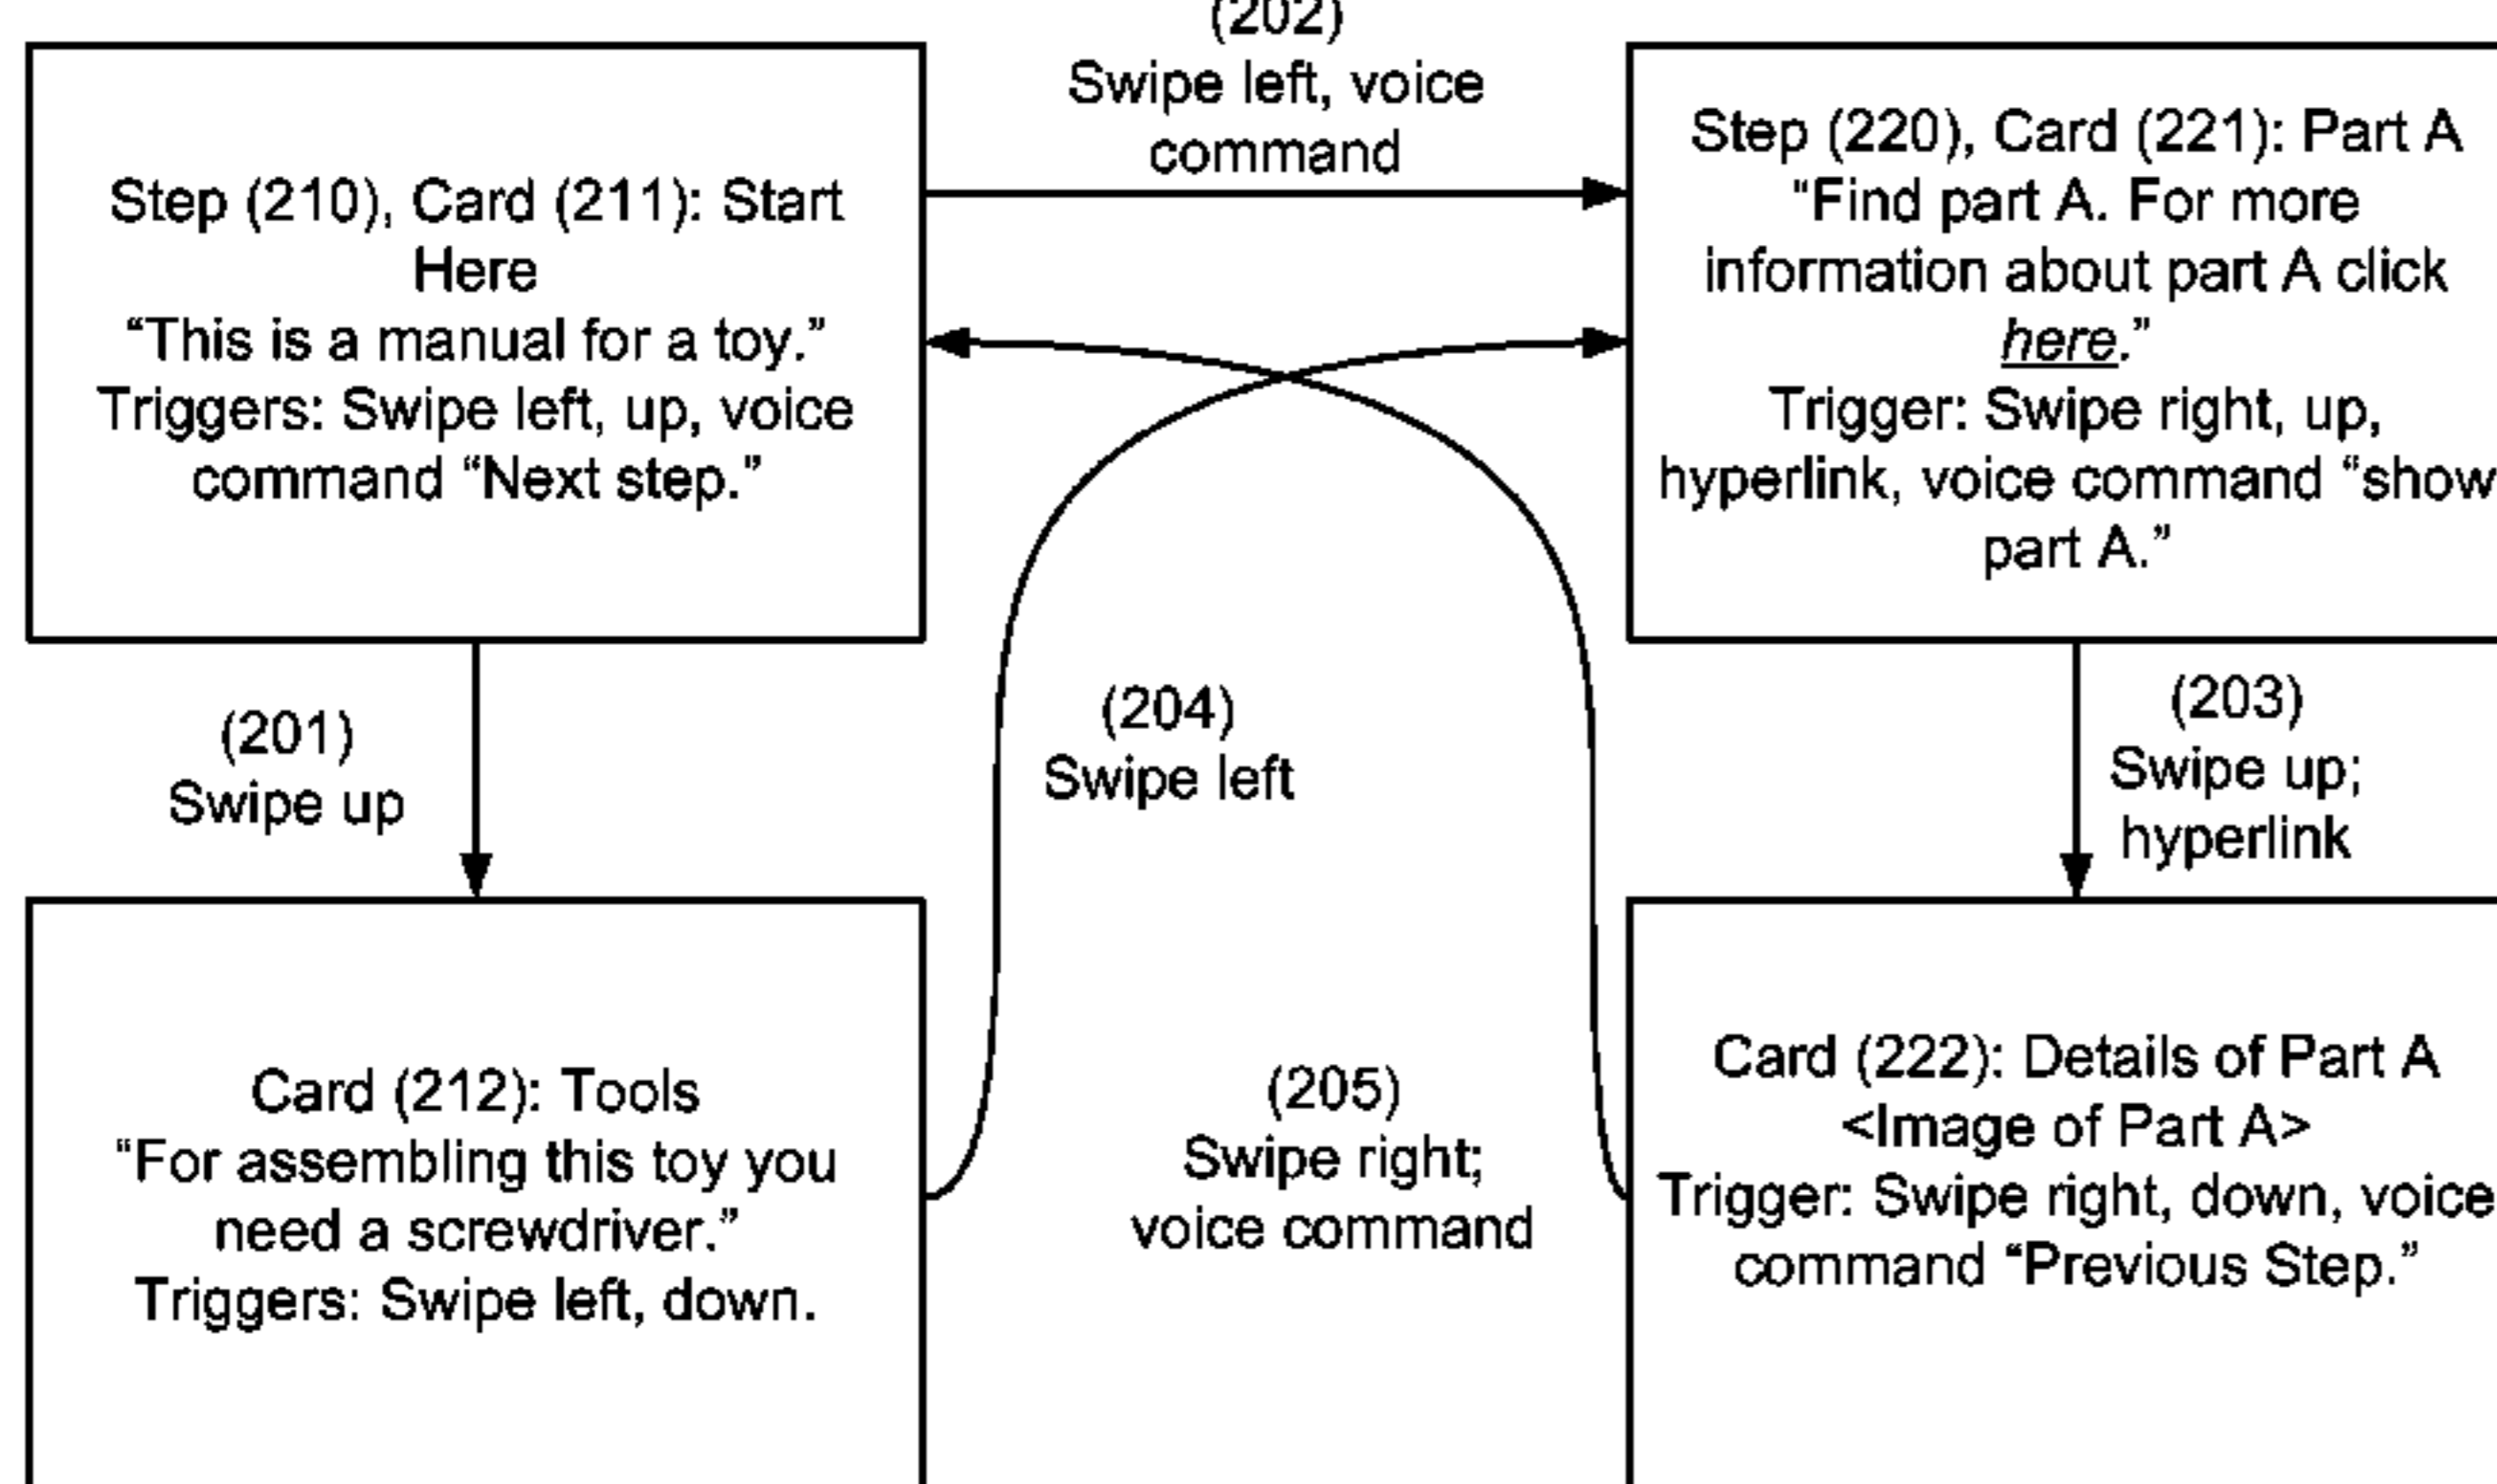 (202)
Swipe left, voice
command
Step (210), Card (211): Start
Here
“This is a manual for a toy.”
Triggers: Swipe left, up, voice
command “Next step.”
Step (220), Card (221): Part A
“Find part A. For more
information about part A click
here.”
Trigger: Swipe right, up,
hyperlink, voice command “show
part A.”
(201)
Swipe up
(204)
Swipe left
(203)
Swipe up;
hyperlink
Card (212): Tools
“For assembling this toy you
need a screwdriver.”
Triggers: Swipe left, down.
(205)
Swipe right;
voice command
Card (222): Details of Part A
<Image of Part A>
Trigger: Swipe right, down, voice
command “Previous Step.”